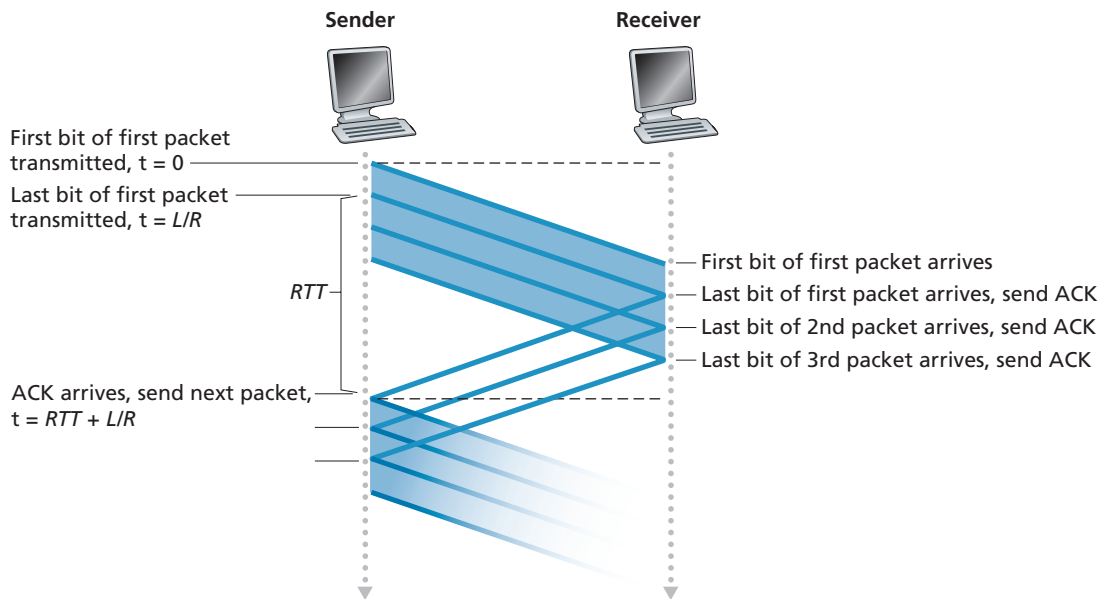 Sender
Receiver
First bit of first packet
transmitted, t = 0
Last bit of first packet
transmitted, t = L/R
RTT
First bit of first packet arrives
Last bit of first packet arrives, send ACK
Last bit of 2nd packet arrives, send ACK
Last bit of 3rd packet arrives, send ACK
ACK arrives, send next packet,
t = RTT + L/R